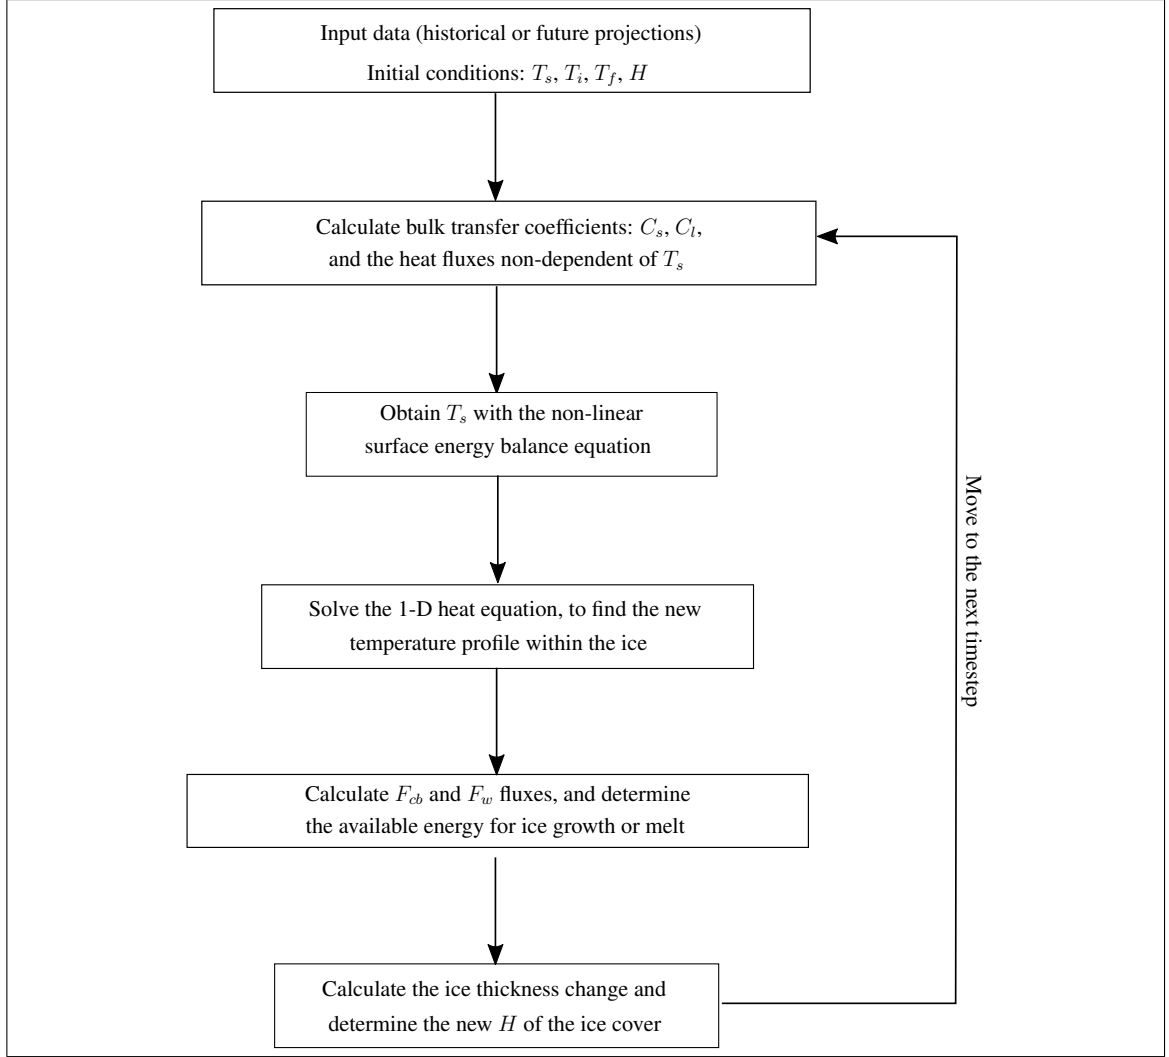 Input data (historical or future projections)
Initial conditions: $T_s$, $T_i$, $T_f$, $H$
Calculate bulk transfer coefficients: $C_s$, $C_l$,
and the heat fluxes non-dependent of $T_s$
Obtain $T_s$ with the non-linear
surface energy balance equation
Solve the 1-D heat equation, to find the new
temperature profile within the ice
Calculate $F_{cb}$ and $F_w$ fluxes, and determine
the available energy for ice growth or melt
Calculate the ice thickness change and
determine the new $H$ of the ice cover
Move to the next timestep